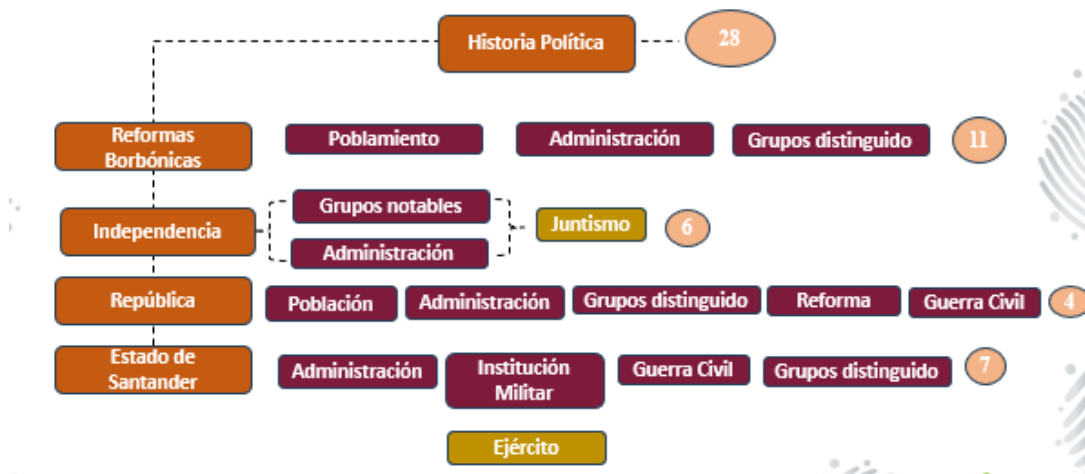 Historia Política
28
Reformas
Borbónicas
Poblamiento
Administración
Grupos distinguido
11
Independencia
Grupos notables
Administración
Juntismo
6
República
Población
Administración
Grupos distinguido
Reforma
Guerra Civil
4
Estado de
Santander
Administración
Institución
Militar
Guerra Civil
Grupos distinguido
7
Ejército